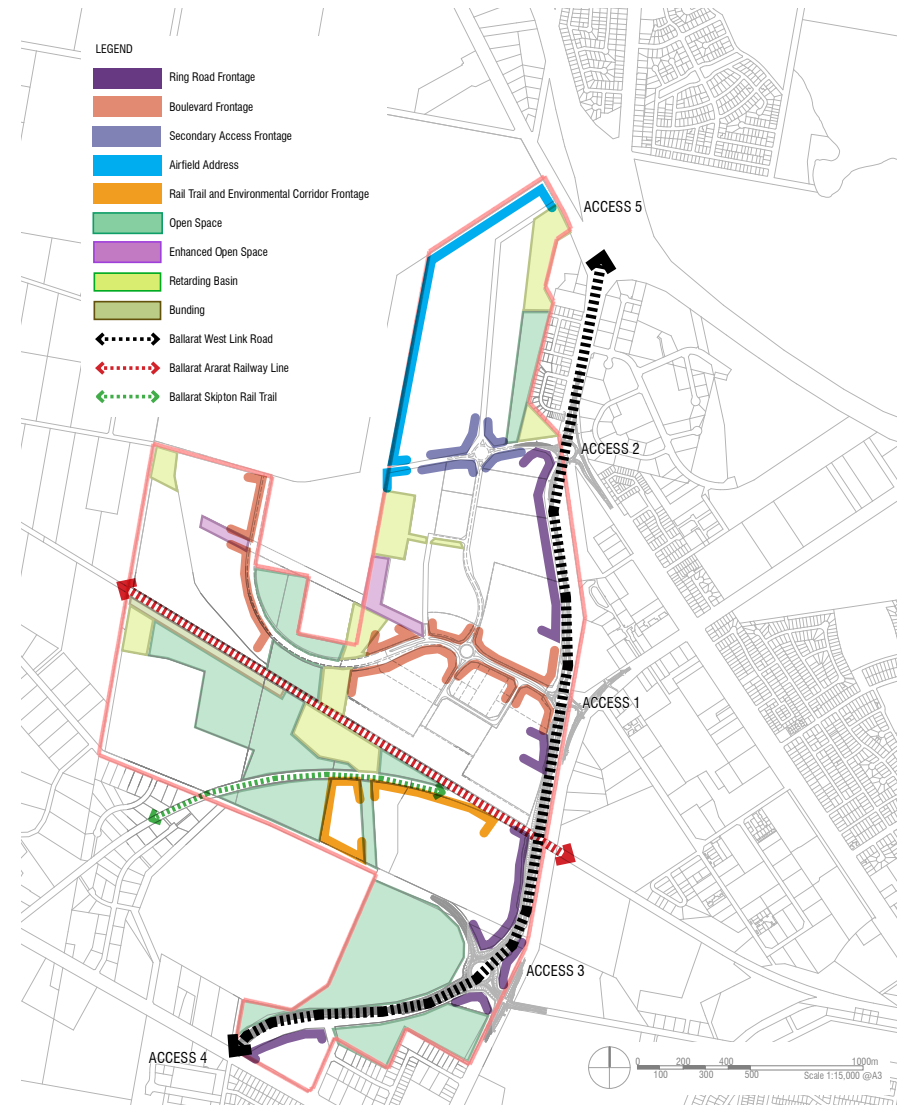 LEGEND
Ring Road Frontage
Boulevard Frontage
Secondary Access Frontage
Airfield Address
Rail Trail and Environmental Corridor Frontage
Open Space
Enhanced Open Space
Retarding Basin
Bunding
Ballarat West Link Road
Ballarat Ararat Railway Line
Ballarat Skipton Rail Trail
ACCESS 5
ACCESS 2
ACCESS 1
ACCESS 3
ACCESS 4
0 200 400 1000m
100 300 500 Scale 1:15,000 @A3